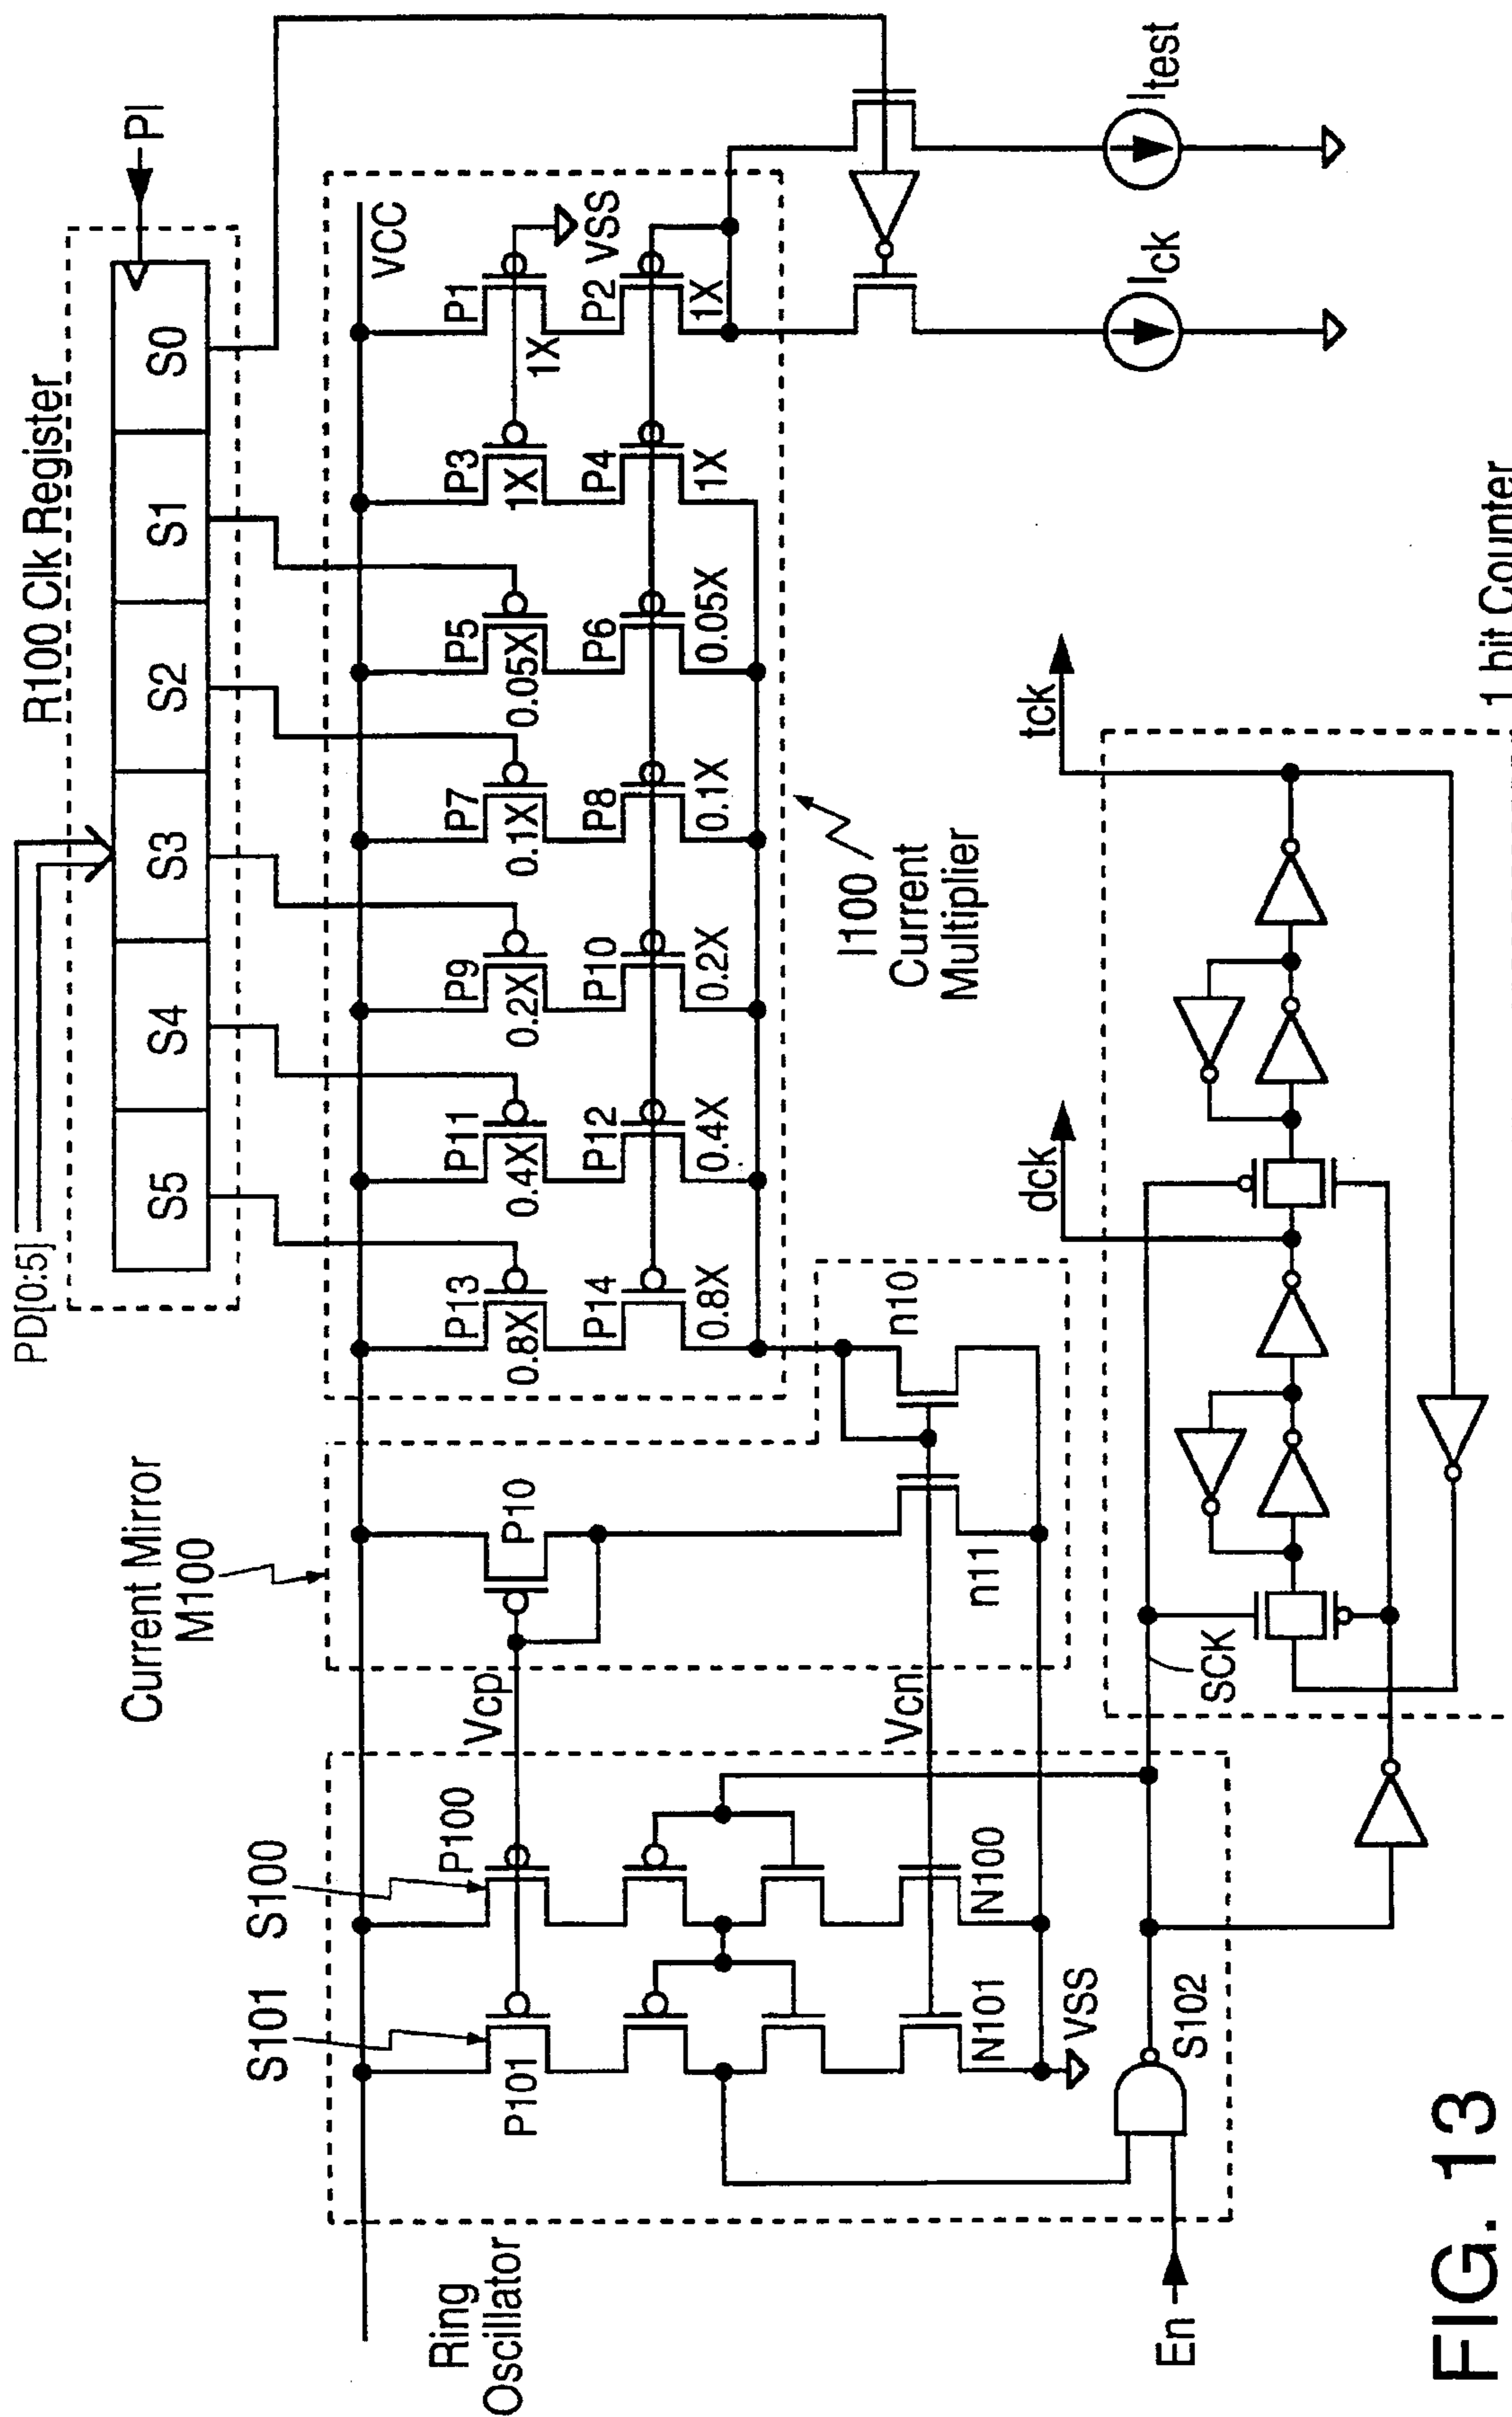 PD[0:5]
R100 Clk Register
S5
S4
S3
S2
S1
S0
PI
Current Mirror
M100
S101
S100
VCC
P101
P100
Vcp
P10
P13
0.8X
P11
0.4X
P9
0.2X
P7
0.1X
P5
0.05X
P3
1X
P1
1X
VSS
P14
0.8X
P12
0.4X
P10
0.2X
P8
0.1X
P6
0.05X
P4
1X
P2
1X
Ring
Oscillator
N101
N100
Vcn
n11
n10
I100
Current
Multiplier
VSS
Ick
Itest
En
S102
SCK
dck
tck
1 bit Counter
FIG. 13